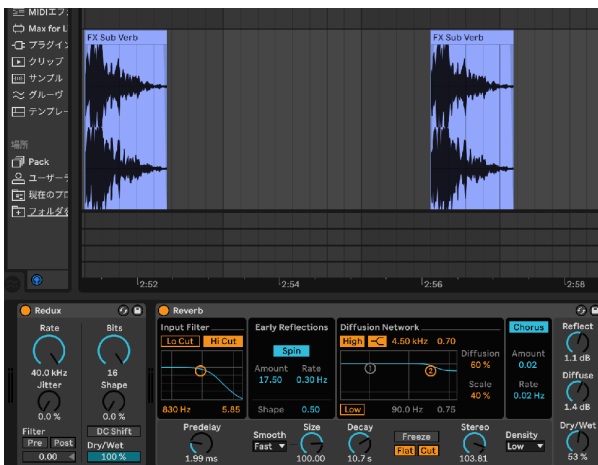 MIDIエフ
Max for L
プラグイン
クリップ
サンプル
グルーヴ
テンプレー
場所
Pack
ユーザーラ
現在のプロ
フォルダを
FX Sub Verb
FX Sub Verb
2:52
2:54
2:56
2:58
Redux
Rate
Bits
40.0 kHz
16
Jitter
Shape
0.0 %
0.0 %
Filter
DC Shift
Pre
Post
Dry/Wet
0.00
100 %
Reverb
Input Filter
Lo Cut
Hi Cut
830 Hz
5.85
Early Reflections
Spin
Amount
Rate
17.50
0.30 Hz
Shape
0.50
Diffusion Network
High
4.50 kHz
0.70
1
2
Diffusion
60 %
Scale
40 %
Low
90.0 Hz
0.75
Chorus
Amount
0.02
Rate
0.02 Hz
Reflect
1.1 dB
Diffuse
1.4 dB
Predelay
1.99 ms
Smooth
Fast
Size
100.00
Decay
10.7 s
Freeze
Flat
Cut
Stereo
103.81
Density
Low
Dry/Wet
53 %